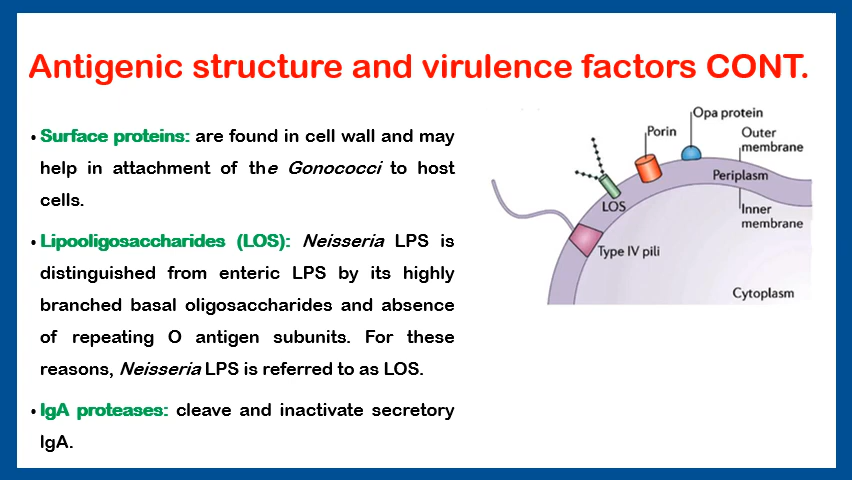 Antigenic structure and virulence factors CONT.
• Surface proteins: are found in cell wall and may
help in attachment of the Gonococci to host
cells.
• Lipooligosaccharides (LOS): Neisseria LPS is
distinguished from enteric LPS by its highly
branched basal oligosaccharides and absence
of repeating O antigen subunits. For these
reasons, Neisseria LPS is referred to as LOS.
• IgA proteases: cleave and inactivate secretory
IgA.
Opa protein
Porin
Outer
membrane
Periplasm
LOS
Inner
membrane
Type IV pili
Cytoplasm